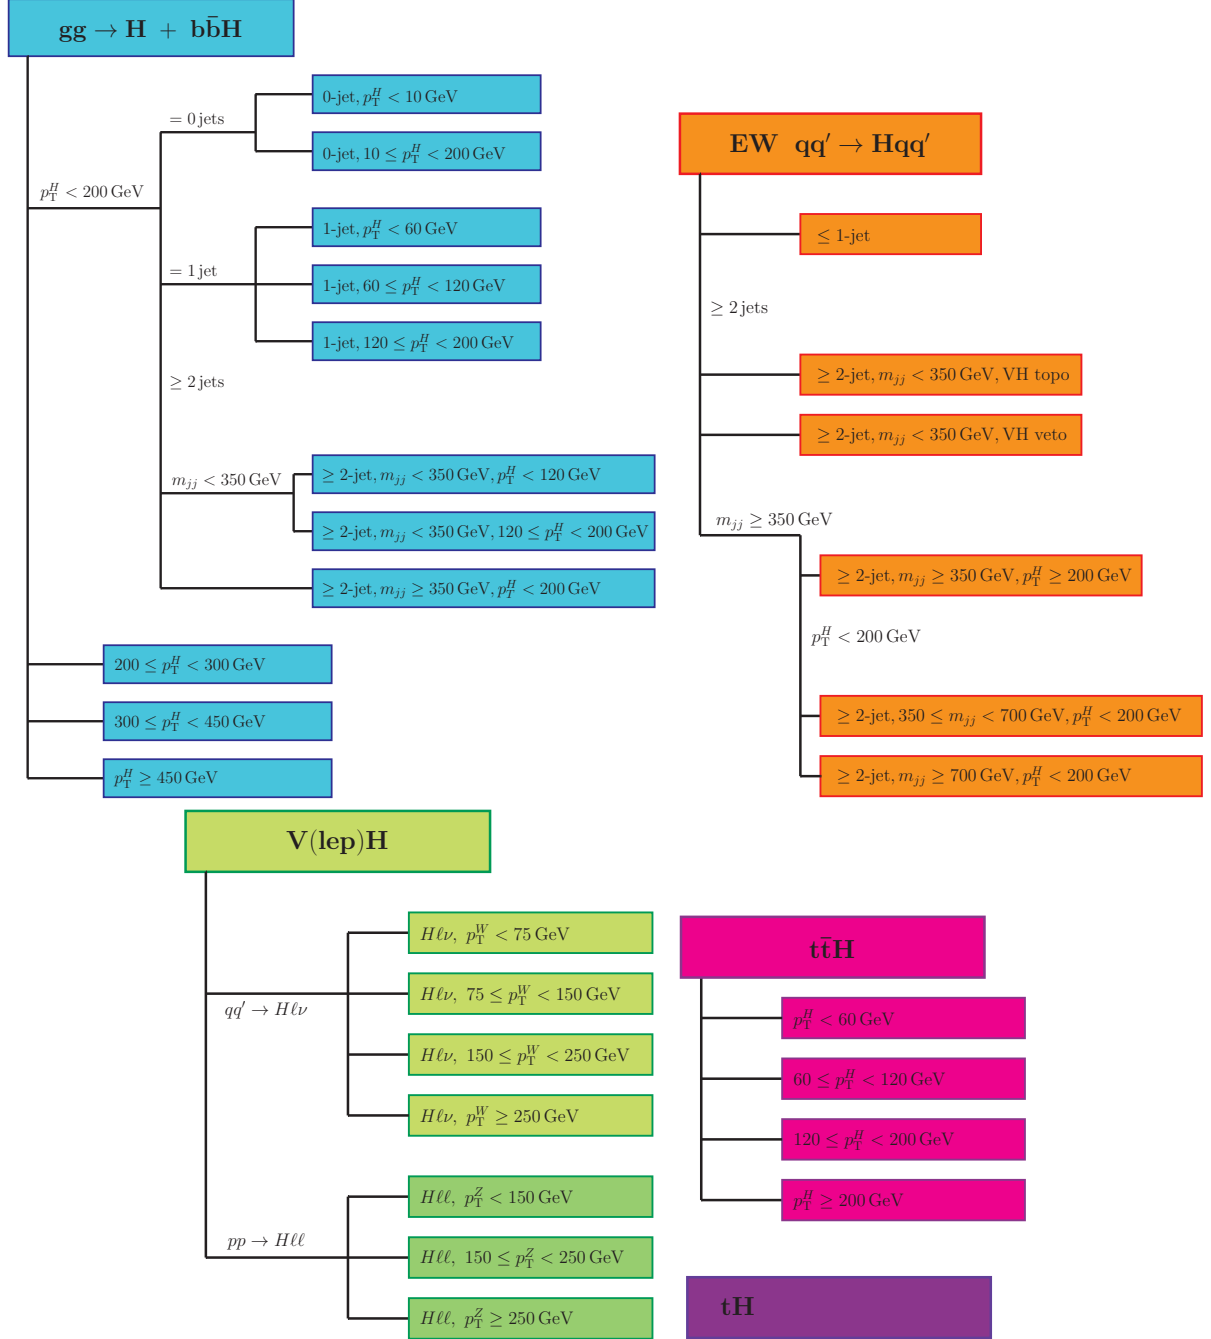 gg → H + bb̄H
= 0 jets
0-jet, p_T^H < 10 GeV
0-jet, 10 ≤ p_T^H < 200 GeV
p_T^H < 200 GeV
= 1 jet
1-jet, p_T^H < 60 GeV
1-jet, 60 ≤ p_T^H < 120 GeV
1-jet, 120 ≤ p_T^H < 200 GeV
≥ 2 jets
m_jj < 350 GeV
≥ 2-jet, m_jj < 350 GeV, p_T^H < 120 GeV
≥ 2-jet, m_jj < 350 GeV, 120 ≤ p_T^H < 200 GeV
≥ 2-jet, m_jj ≥ 350 GeV, p_T^H < 200 GeV
200 ≤ p_T^H < 300 GeV
300 ≤ p_T^H < 450 GeV
p_T^H ≥ 450 GeV
EW qq′ → Hqq′
≤ 1-jet
≥ 2 jets
≥ 2-jet, m_jj < 350 GeV, VH topo
≥ 2-jet, m_jj < 350 GeV, VH veto
m_jj ≥ 350 GeV
≥ 2-jet, m_jj ≥ 350 GeV, p_T^H ≥ 200 GeV
p_T^H < 200 GeV
≥ 2-jet, 350 ≤ m_jj < 700 GeV, p_T^H < 200 GeV
≥ 2-jet, m_jj ≥ 700 GeV, p_T^H < 200 GeV
V(lep)H
qq′ → Hℓν
Hℓν, p_T^W < 75 GeV
Hℓν, 75 ≤ p_T^W < 150 GeV
Hℓν, 150 ≤ p_T^W < 250 GeV
Hℓν, p_T^W ≥ 250 GeV
pp → Hℓℓ
Hℓℓ, p_T^Z < 150 GeV
Hℓℓ, 150 ≤ p_T^Z < 250 GeV
Hℓℓ, p_T^Z ≥ 250 GeV
tt̄H
p_T^H < 60 GeV
60 ≤ p_T^H < 120 GeV
120 ≤ p_T^H < 200 GeV
p_T^H ≥ 200 GeV
tH